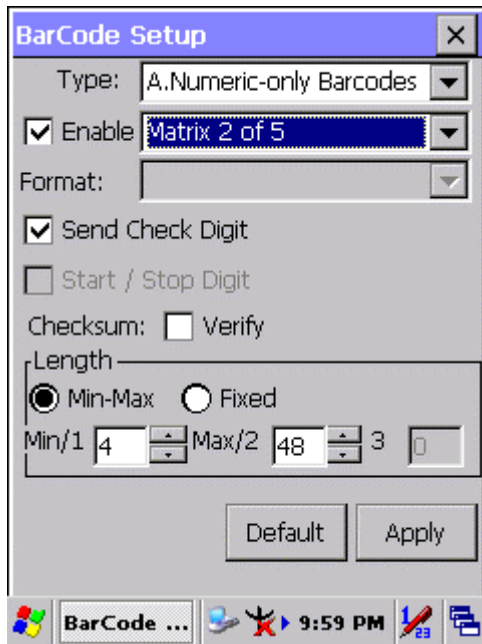 BarCode Setup
Type: A.Numeric-only Barcodes
Enable Matrix 2 of 5
Format:
Send Check Digit
Start / Stop Digit
Checksum: Verify
Length
Min-Max Fixed
Min/1 4 Max/2 48 3 0
Default Apply
BarCode ... 9:59 PM 1/23